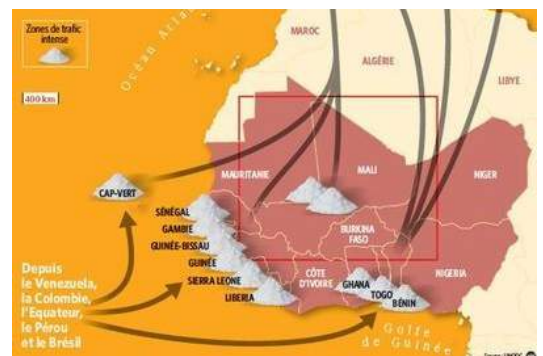 Zones de trafic
intense
400 km
Océan Atlantique
MAROC
ALGÉRIE
LIBYE
MAURITANIE
MALI
NIGER
CAP-VERT
SÉNÉGAL
GAMBIE
GUINÉE-BISSAU
GUINÉE
SIERRA LEONE
LIBERIA
CÔTE
D'IVOIRE
BURKINA
FASO
GHANA
TOGO
BÉNIN
NIGERIA
Depuis
le Venezuela,
la Colombie,
l'Equateur,
le Pérou
et le Brésil
Golfe
de Guinée